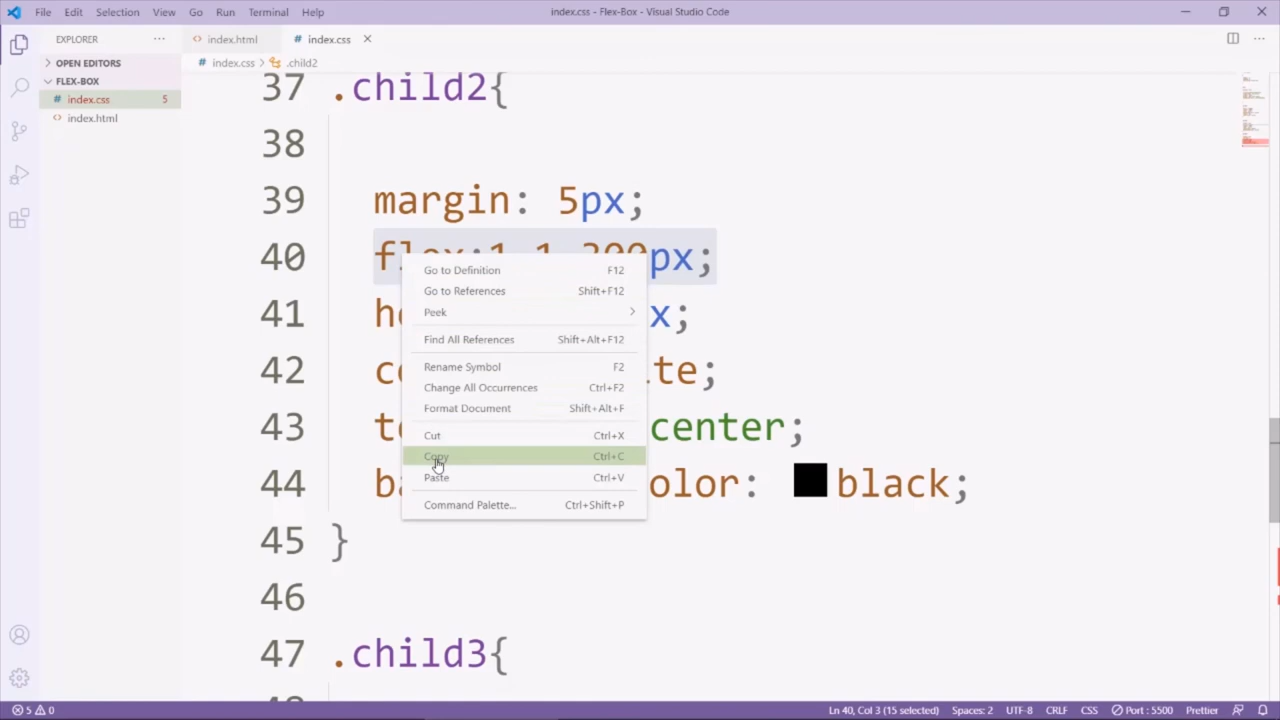 File Edit Selection View Go Run Terminal Help index.css - Flex-Box - Visual Studio Code
EXPLORER ··· <> index.html # index.css
> OPEN EDITORS # index.css > .child2
FLEX-BOX
# index.css 5
<> index.html
37 .child2{
38
39 margin: 5px;
40 flex:1 1 200px;
41 x;
42 te;
43 center;
44 olor: black;
45 }
46
47 .child3{
Go to Definition F12
Go to References Shift+F12
Peek >
Find All References Shift+Alt+F12
Rename Symbol F2
Change All Occurrences Ctrl+F2
Format Document Shift+Alt+F
Cut Ctrl+X
Copy Ctrl+C
Paste Ctrl+V
Command Palette... Ctrl+Shift+P
5 0 Ln 40, Col 3 (15 selected) Spaces: 2 UTF-8 CRLF CSS Port : 5500 Prettier